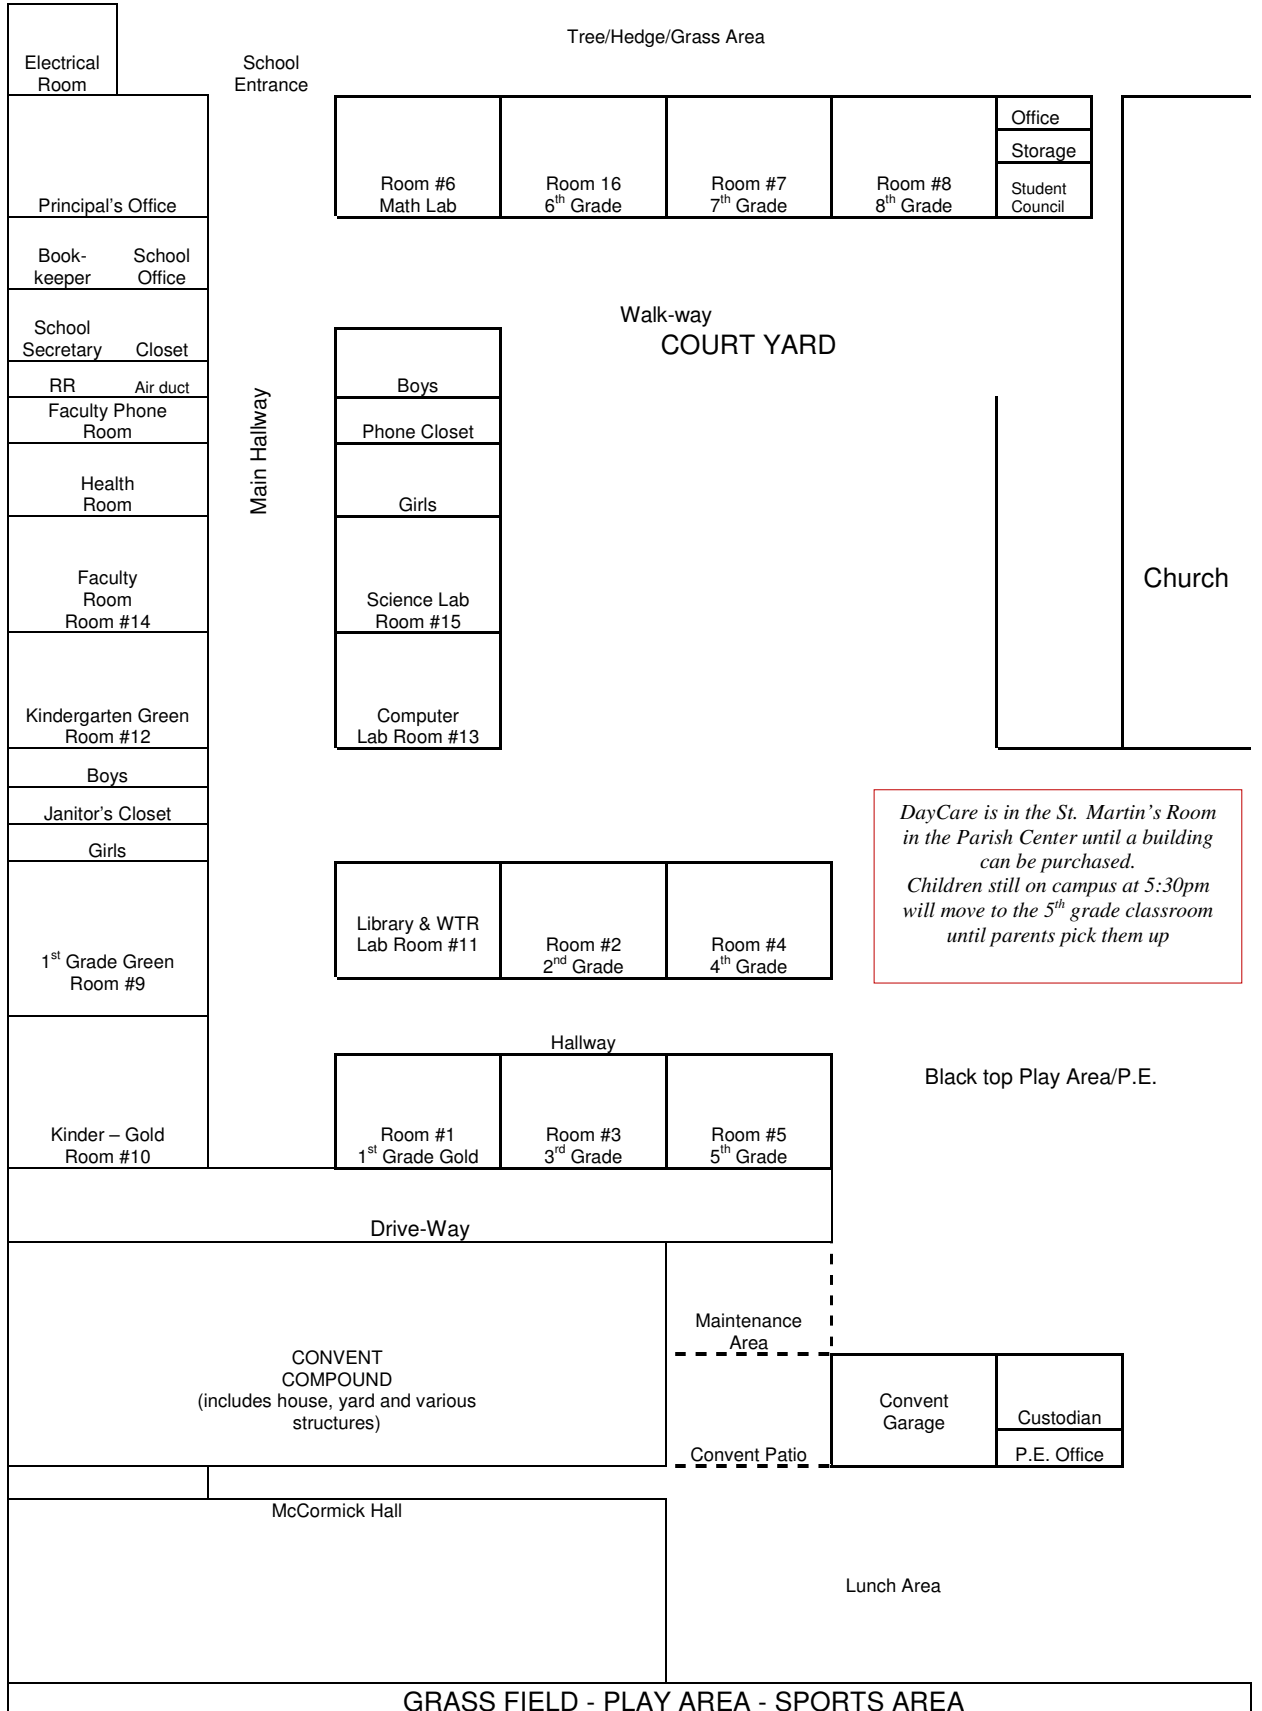 Tree/Hedge/Grass Area
Electrical
Room
School
Entrance
Principal's Office
Room #6
Math Lab
Room 16
6th Grade
Room #7
7th Grade
Room #8
8th Grade
Office
Storage
Student
Council
Book-
keeper
School
Office
School
Secretary
Closet
RR
Air duct
Faculty Phone
Room
Health
Room
Faculty
Room
Room #14
Kindergarten Green
Room #12
Boys
Janitor's Closet
Girls
1st Grade Green
Room #9
Kinder – Gold
Room #10
Main Hallway
Walk-way
COURT YARD
Boys
Phone Closet
Girls
Science Lab
Room #15
Computer
Lab Room #13
Church
DayCare is in the St. Martin's Room
in the Parish Center until a building
can be purchased.
Children still on campus at 5:30pm
will move to the 5th grade classroom
until parents pick them up
Library & WTR
Lab Room #11
Room #2
2nd Grade
Room #4
4th Grade
Hallway
Black top Play Area/P.E.
Room #1
1st Grade Gold
Room #3
3rd Grade
Room #5
5th Grade
Drive-Way
Maintenance
Area
CONVENT
COMPOUND
(includes house, yard and various
structures)
Convent
Garage
Custodian
Convent Patio
P.E. Office
McCormick Hall
Lunch Area
GRASS FIELD - PLAY AREA - SPORTS AREA